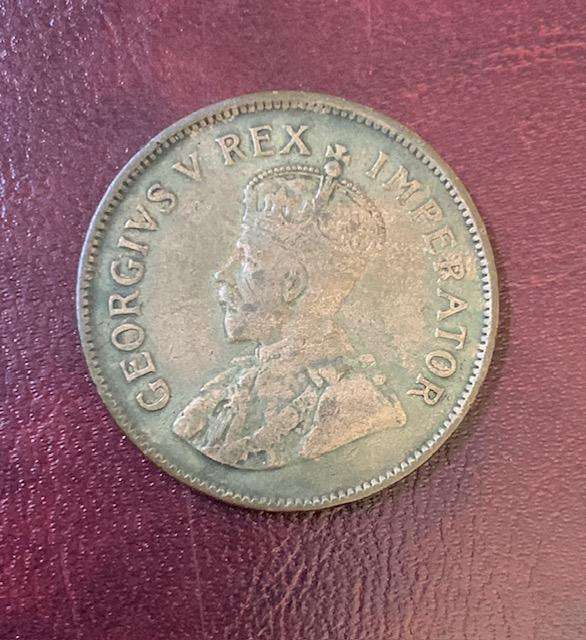 GEORGIVS V REX IMPERATOR